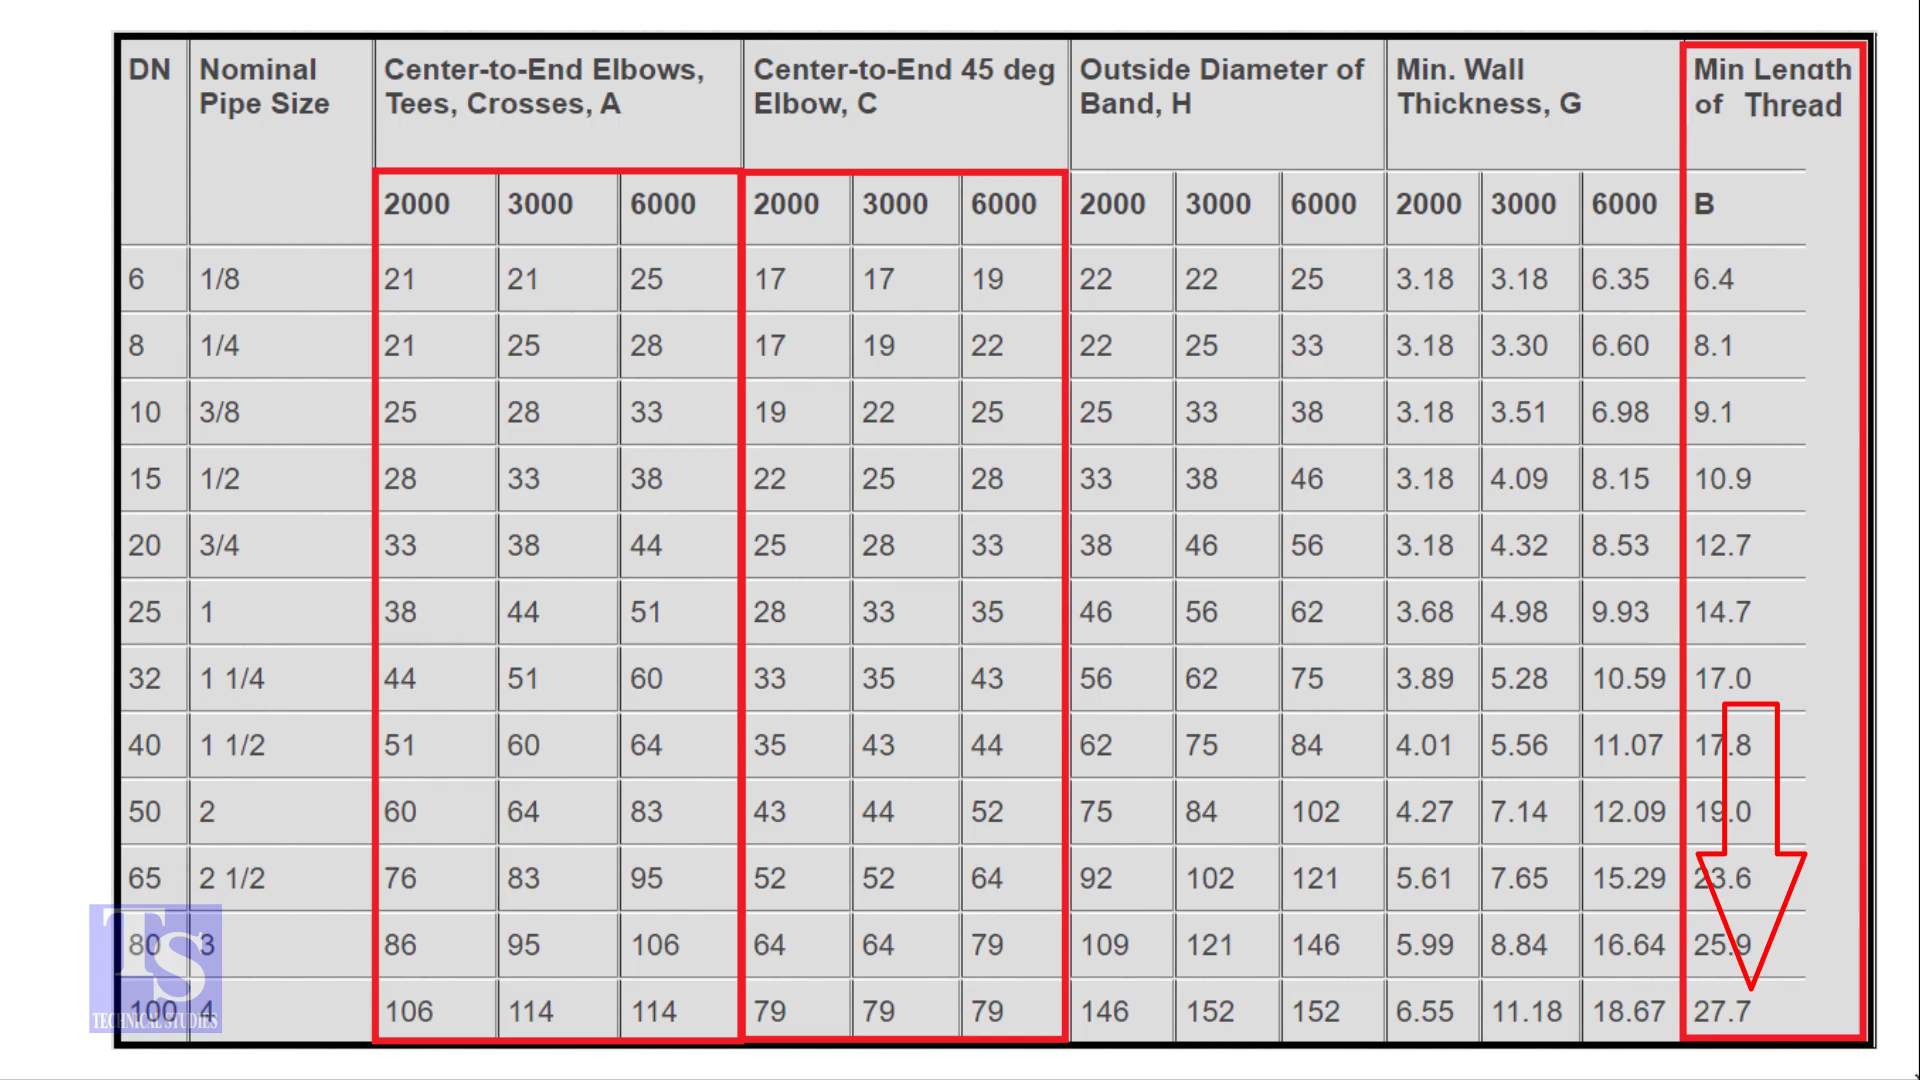 DN Nominal Pipe Size Center-to-End Elbows, Tees, Crosses, A Center-to-End 45 deg Elbow, C Outside Diameter of Band, H Min. Wall Thickness, G Min Length of Thread
2000 3000 6000 2000 3000 6000 2000 3000 6000 2000 3000 6000 B
6 1/8 21 21 25 17 17 19 22 22 25 3.18 3.18 6.35 6.4
8 1/4 21 25 28 17 19 22 22 25 33 3.18 3.30 6.60 8.1
10 3/8 25 28 33 19 22 25 25 33 38 3.18 3.51 6.98 9.1
15 1/2 28 33 38 22 25 28 33 38 46 3.18 4.09 8.15 10.9
20 3/4 33 38 44 25 28 33 38 46 56 3.18 4.32 8.53 12.7
25 1 38 44 51 28 33 35 46 56 62 3.68 4.98 9.93 14.7
32 1 1/4 44 51 60 33 35 43 56 62 75 3.89 5.28 10.59 17.0
40 1 1/2 51 60 64 35 43 44 62 75 84 4.01 5.56 11.07 17.8
50 2 60 64 83 43 44 52 75 84 102 4.27 7.14 12.09 19.0
65 2 1/2 76 83 95 52 52 64 92 102 121 5.61 7.65 15.29 23.6
80 3 86 95 106 64 64 79 109 121 146 5.99 8.84 16.64 25.9
100 4 106 114 114 79 79 79 146 152 152 6.55 11.18 18.67 27.7
TS
TECHNICAL STUDIES